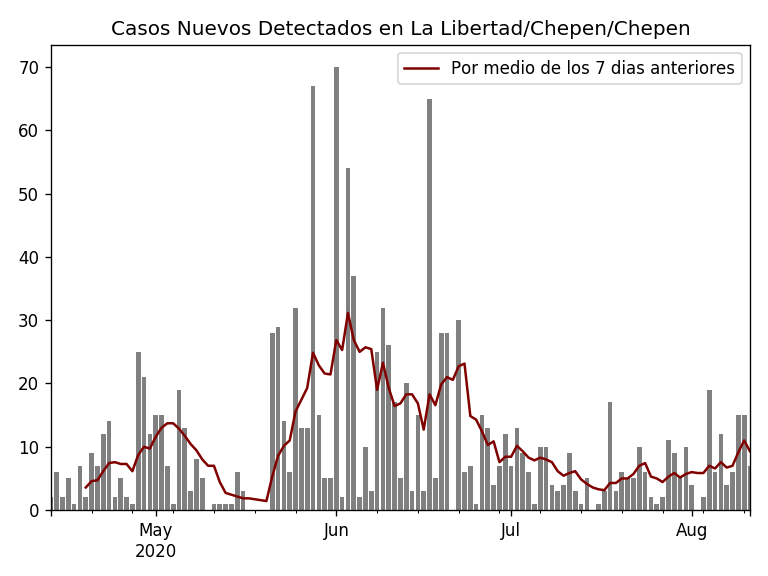 Casos Nuevos Detectados en La Libertad/Chepen/Chepen
Por medio de los 7 dias anteriores
70
60
50
40
30
20
10
0
May
2020
Jun
Jul
Aug